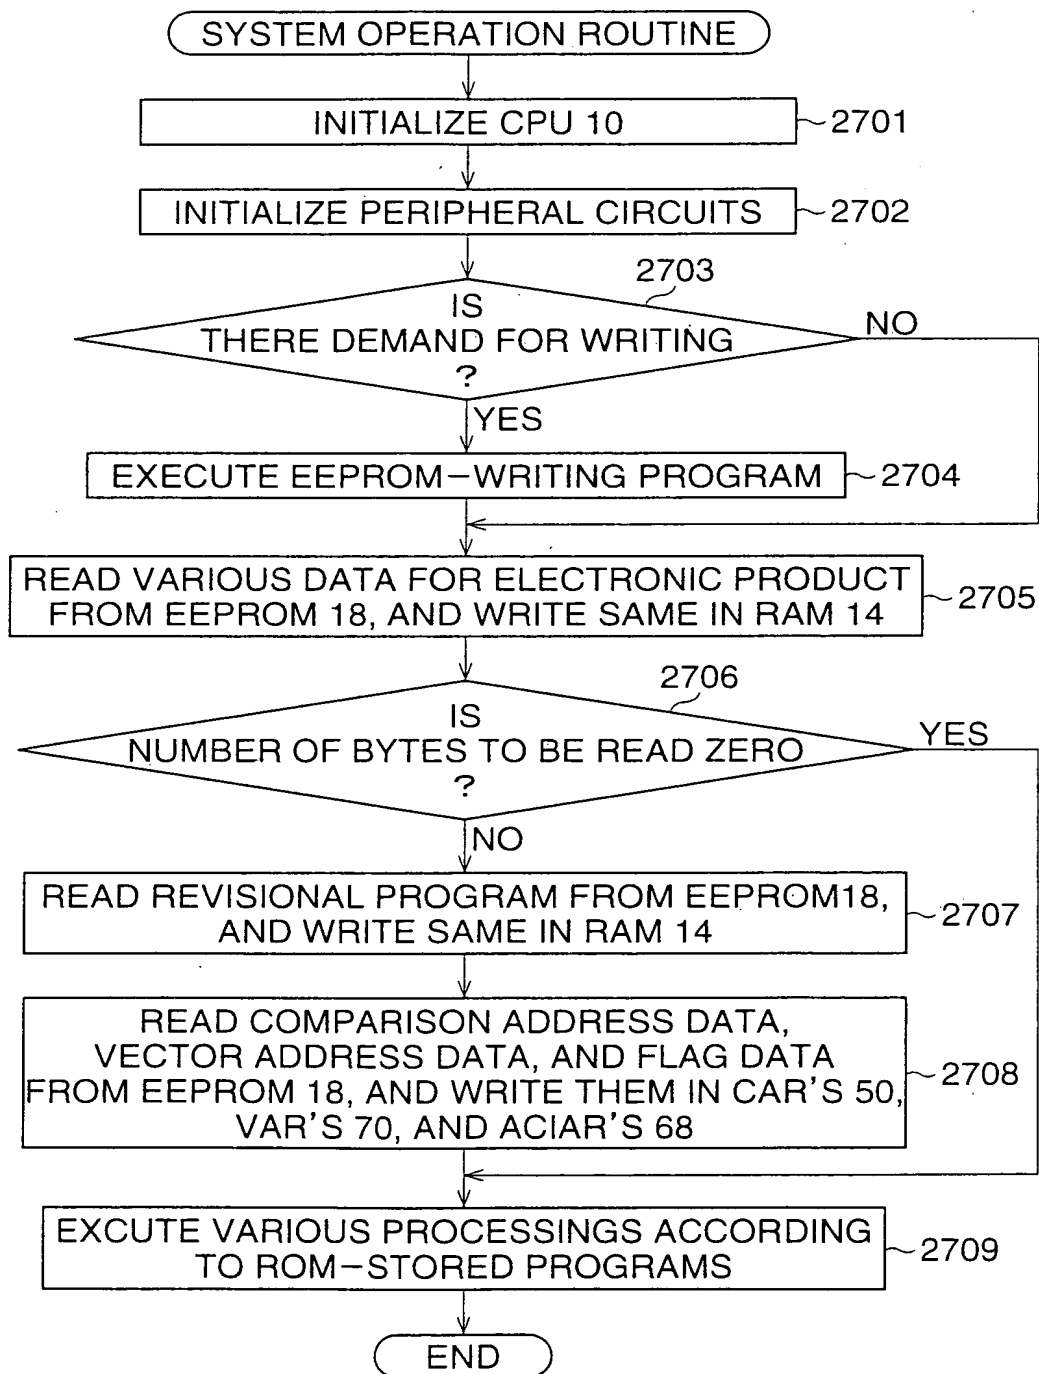 SYSTEM OPERATION ROUTINE
INITIALIZE CPU 10
2701
INITIALIZE PERIPHERAL CIRCUITS
2702
2703
IS
THERE DEMAND FOR WRITING
?
NO
YES
EXECUTE EEPROM–WRITING PROGRAM
2704
READ VARIOUS DATA FOR ELECTRONIC PRODUCT
FROM EEPROM 18, AND WRITE SAME IN RAM 14
2705
2706
IS
NUMBER OF BYTES TO BE READ ZERO
?
YES
NO
READ REVISIONAL PROGRAM FROM EEPROM18,
AND WRITE SAME IN RAM 14
2707
READ COMPARISON ADDRESS DATA,
VECTOR ADDRESS DATA, AND FLAG DATA
FROM EEPROM 18, AND WRITE THEM IN CAR'S 50,
VAR'S 70, AND ACIAR'S 68
2708
EXCUTE VARIOUS PROCESSINGS ACCORDING
TO ROM–STORED PROGRAMS
2709
END